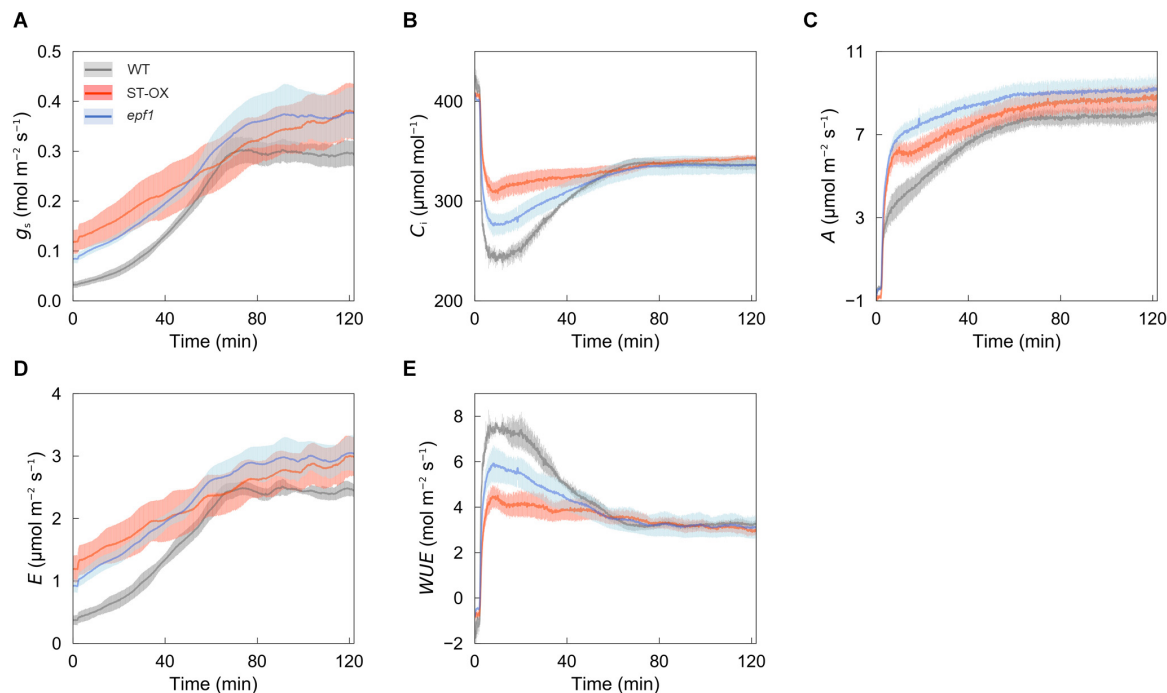 A
0.5
0.4
0.3
0.2
0.1
0.0
gs (mol m⁻² s⁻¹)
WT
ST-OX
epf1
0 40 80 120
Time (min)
B
400
300
200
Ci (μmol mol⁻¹)
0 40 80 120
Time (min)
C
11
7
3
−1
A (μmol m⁻² s⁻¹)
0 40 80 120
Time (min)
D
4
3
2
1
0
E (μmol m⁻² s⁻¹)
0 40 80 120
Time (min)
E
8
6
4
2
0
−2
WUE (mol m⁻² s⁻¹)
0 40 80 120
Time (min)